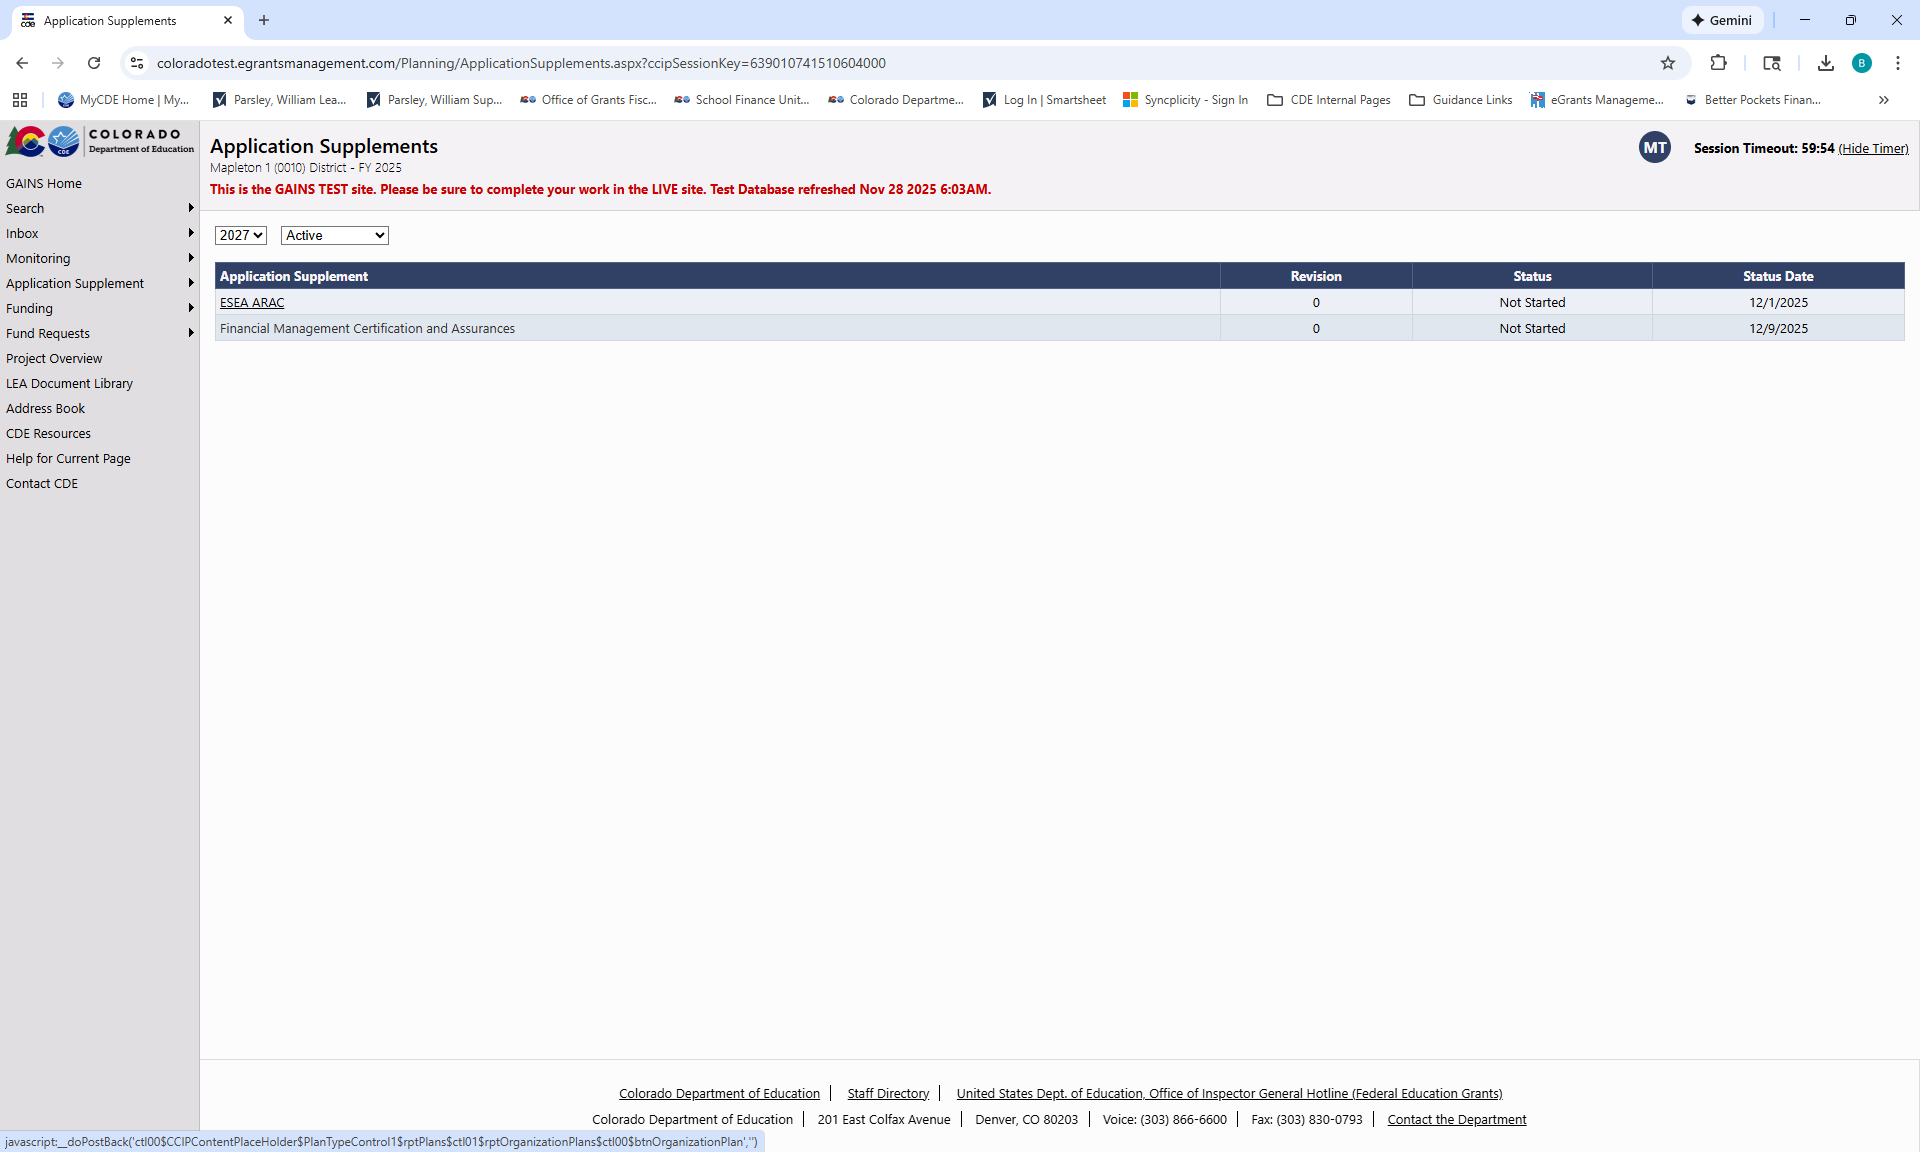 Application Supplements
Gemini
coloradotest.egrantsmanagement.com/Planning/ApplicationSupplements.aspx?ccipSessionKey=639010741510604000
B
MyCDE Home | My...
Parsley, William Lea...
Parsley, William Sup...
Office of Grants Fisc...
School Finance Unit...
Colorado Departme...
Log In | Smartsheet
Syncplicity - Sign In
CDE Internal Pages
Guidance Links
eGrants Manageme...
Better Pockets Finan...
COLORADO
Department of Education
CDE
GAINS Home
Search
Inbox
Monitoring
Application Supplement
Funding
Fund Requests
Project Overview
LEA Document Library
Address Book
CDE Resources
Help for Current Page
Contact CDE
Application Supplements
Mapleton 1 (0010) District - FY 2025
This is the GAINS TEST site. Please be sure to complete your work in the LIVE site. Test Database refreshed Nov 28 2025 6:03AM.
MT
Session Timeout: 59:54 (Hide Timer)
2027 Active
Application Supplement Revision Status Status Date
ESEA ARAC 0 Not Started 12/1/2025
Financial Management Certification and Assurances 0 Not Started 12/9/2025
Colorado Department of Education | Staff Directory | United States Dept. of Education, Office of Inspector General Hotline (Federal Education Grants)
Colorado Department of Education | 201 East Colfax Avenue | Denver, CO 80203 | Voice: (303) 866-6600 | Fax: (303) 830-0793 | Contact the Department
javascript:__doPostBack('ctl00$CCIPContentPlaceHolder$PlanTypeControl1$rptPlans$ctl01$rptOrganizationPlans$ctl00$btnOrganizationPlan','')